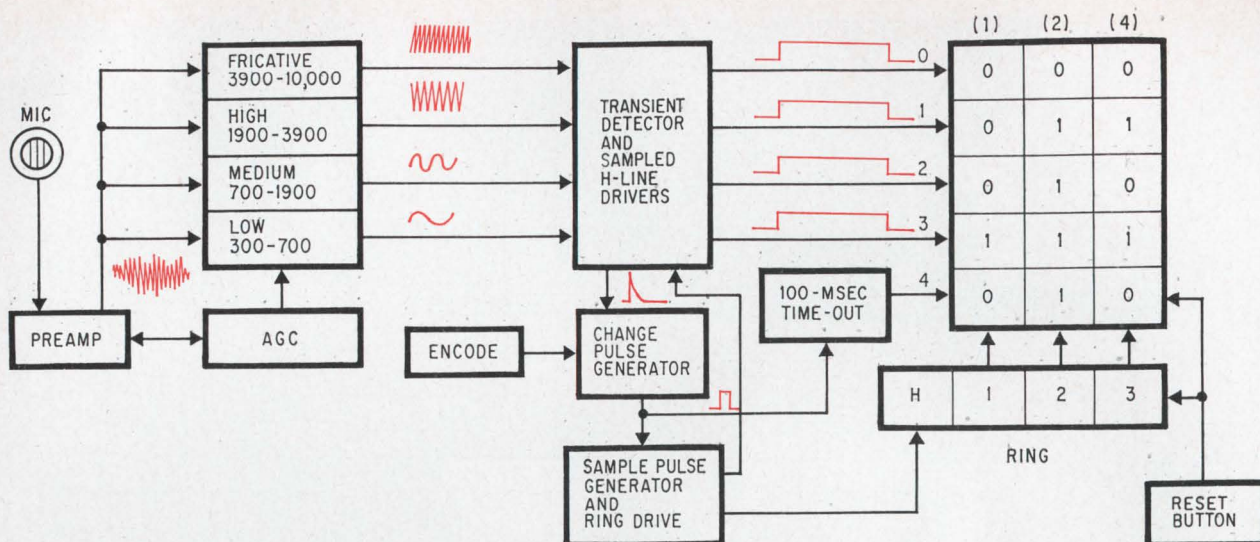 MIC
PREAMP
FRICATIVE
3900-10,000
HIGH
1900-3900
MEDIUM
700-1900
LOW
300-700
AGC
ENCODE
TRANSIENT
DETECTOR
AND
SAMPLED
H-LINE
DRIVERS
CHANGE
PULSE
GENERATOR
SAMPLE PULSE
GENERATOR
AND
RING DRIVE
100-MSEC
TIME-OUT
0
1
2
3
4
(1) (2) (4)
0 0 0
0 1 1
0 1 0
1 1 1
0 1 0
H 1 2 3
RING
RESET
BUTTON